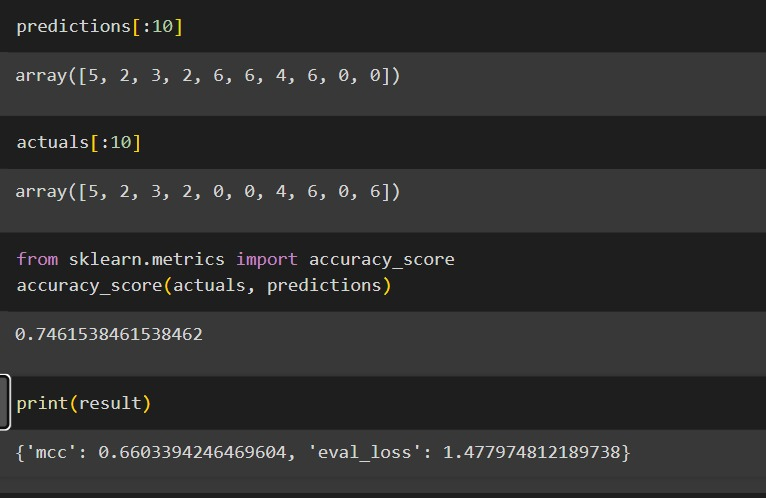 predictions[:10]
array([5, 2, 3, 2, 6, 6, 4, 6, 0, 0])
actuals[:10]
array([5, 2, 3, 2, 0, 0, 4, 6, 0, 6])
from sklearn.metrics import accuracy_score
accuracy_score(actuals, predictions)
0.7461538461538462
print(result)
{'mcc': 0.6603394246469604, 'eval_loss': 1.477974812189738}